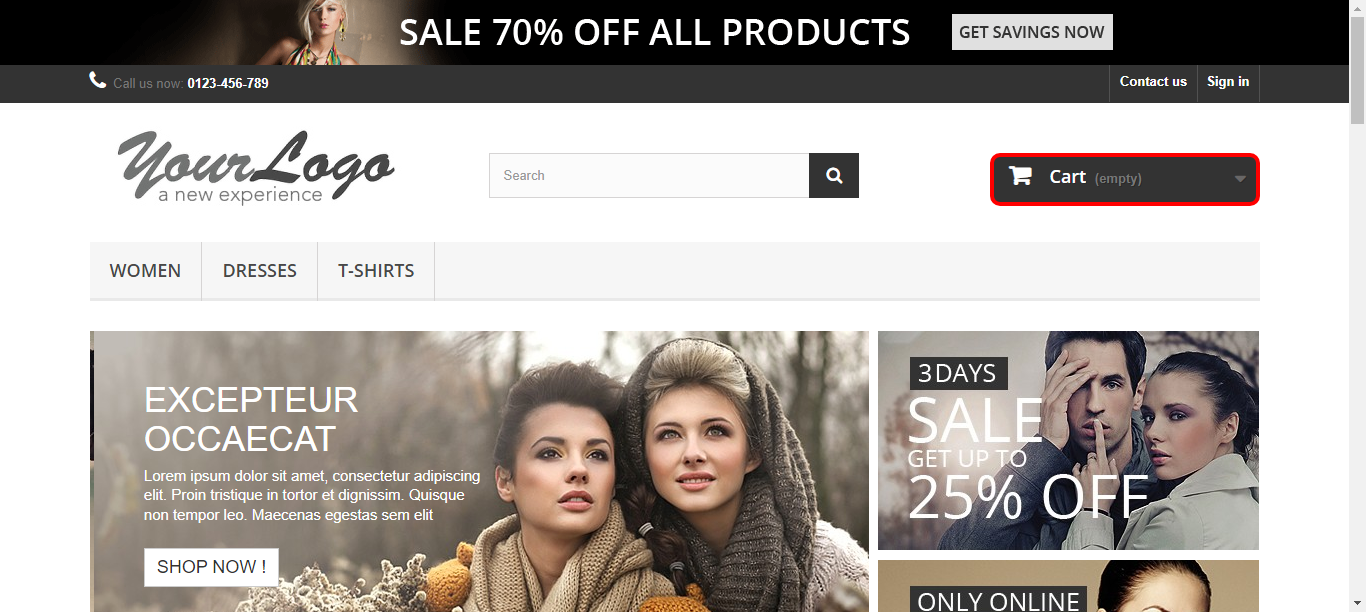 SALE 70% OFF ALL PRODUCTS GET SAVINGS NOW
Call us now: 0123-456-789 Contact us Sign in
YourLogo
a new experience
Search
Cart (empty)
WOMEN DRESSES T-SHIRTS
EXCEPTEUR
OCCAECAT
Lorem ipsum dolor sit amet, consectetur adipiscing
elit. Proin tristique in tortor et dignissim. Quisque
non tempor leo. Maecenas egestas sem elit
SHOP NOW !
3 DAYS
SALE
GET UP TO
25% OFF
ONLY ONLINE